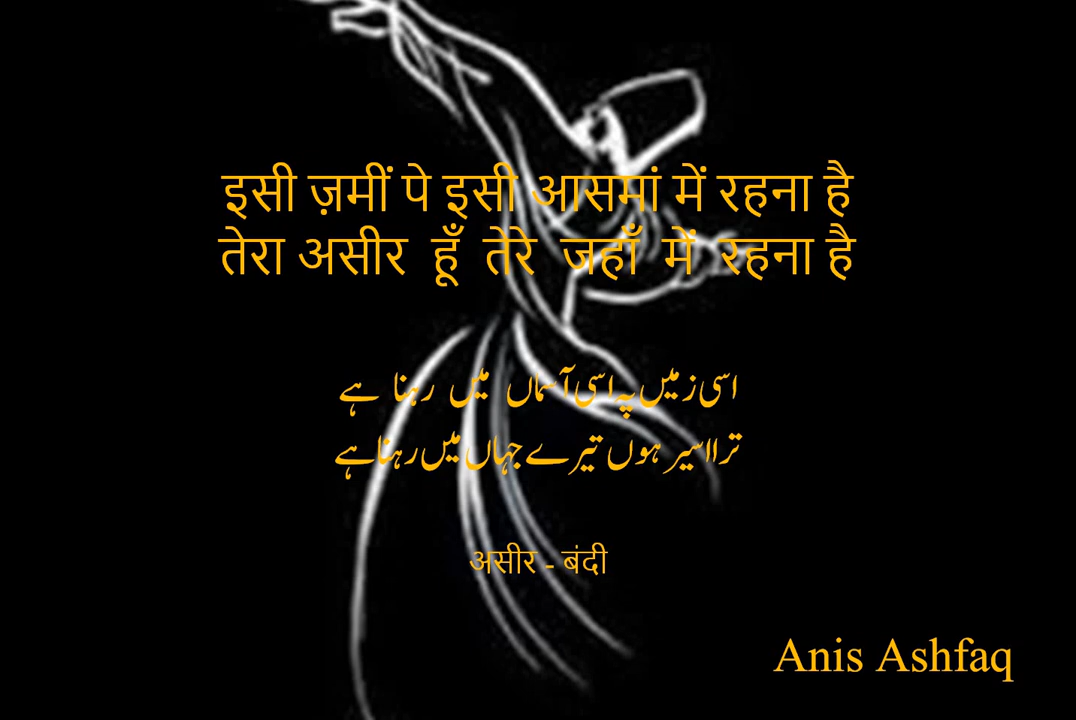 इसी ज़मीं पे इसी आसमां में रहना है
तेरा असीर हूँ तेरे जहाँ में रहना है
اسی زمیں پہ اسی آسماں میں رہنا ہے
ترا اسیر ہوں تیرے جہاں میں رہنا ہے
असीर - बंदी
Anis Ashfaq